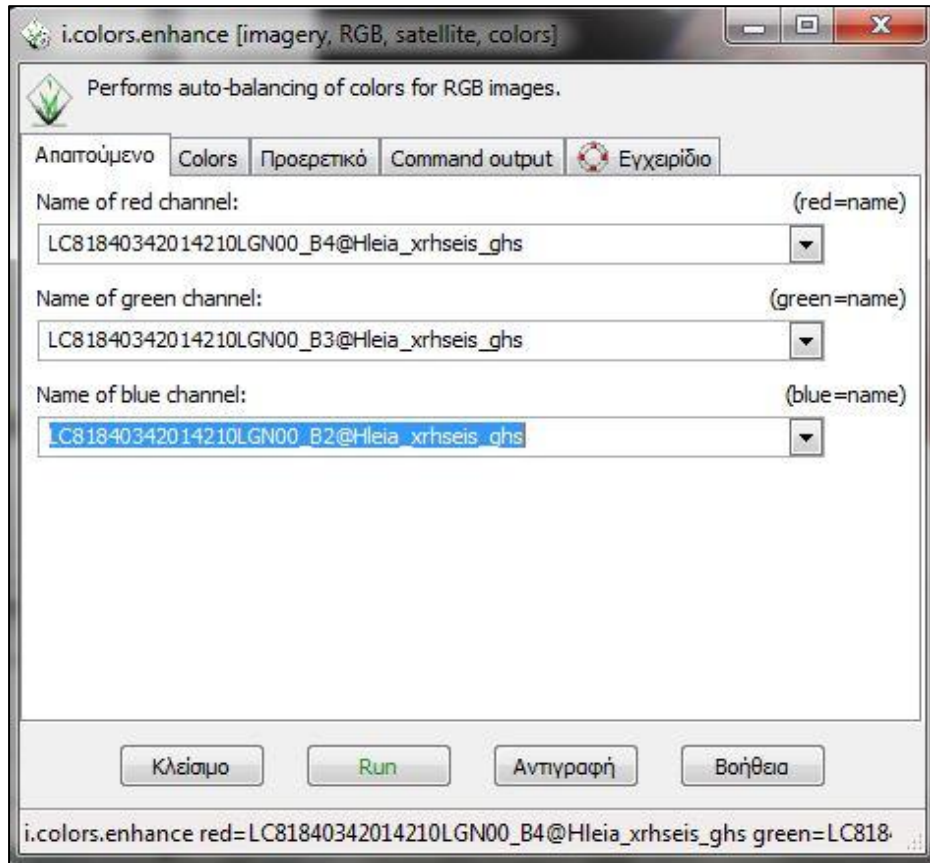 i.colors.enhance [imagery, RGB, satellite, colors]
Performs auto-balancing of colors for RGB images.
Απαιτούμενο Colors Προερετικό Command output Εγχειρίδιο
Name of red channel: (red=name)
LC81840342014210LGN00_B4@Hleia_xrhseis_ghs
Name of green channel: (green=name)
LC81840342014210LGN00_B3@Hleia_xrhseis_ghs
Name of blue channel: (blue=name)
LC81840342014210LGN00_B2@Hleia_xrhseis_ghs
Κλείσιμο Run Αντιγραφή Βοήθεια
i.colors.enhance red=LC81840342014210LGN00_B4@Hleia_xrhseis_ghs green=LC818